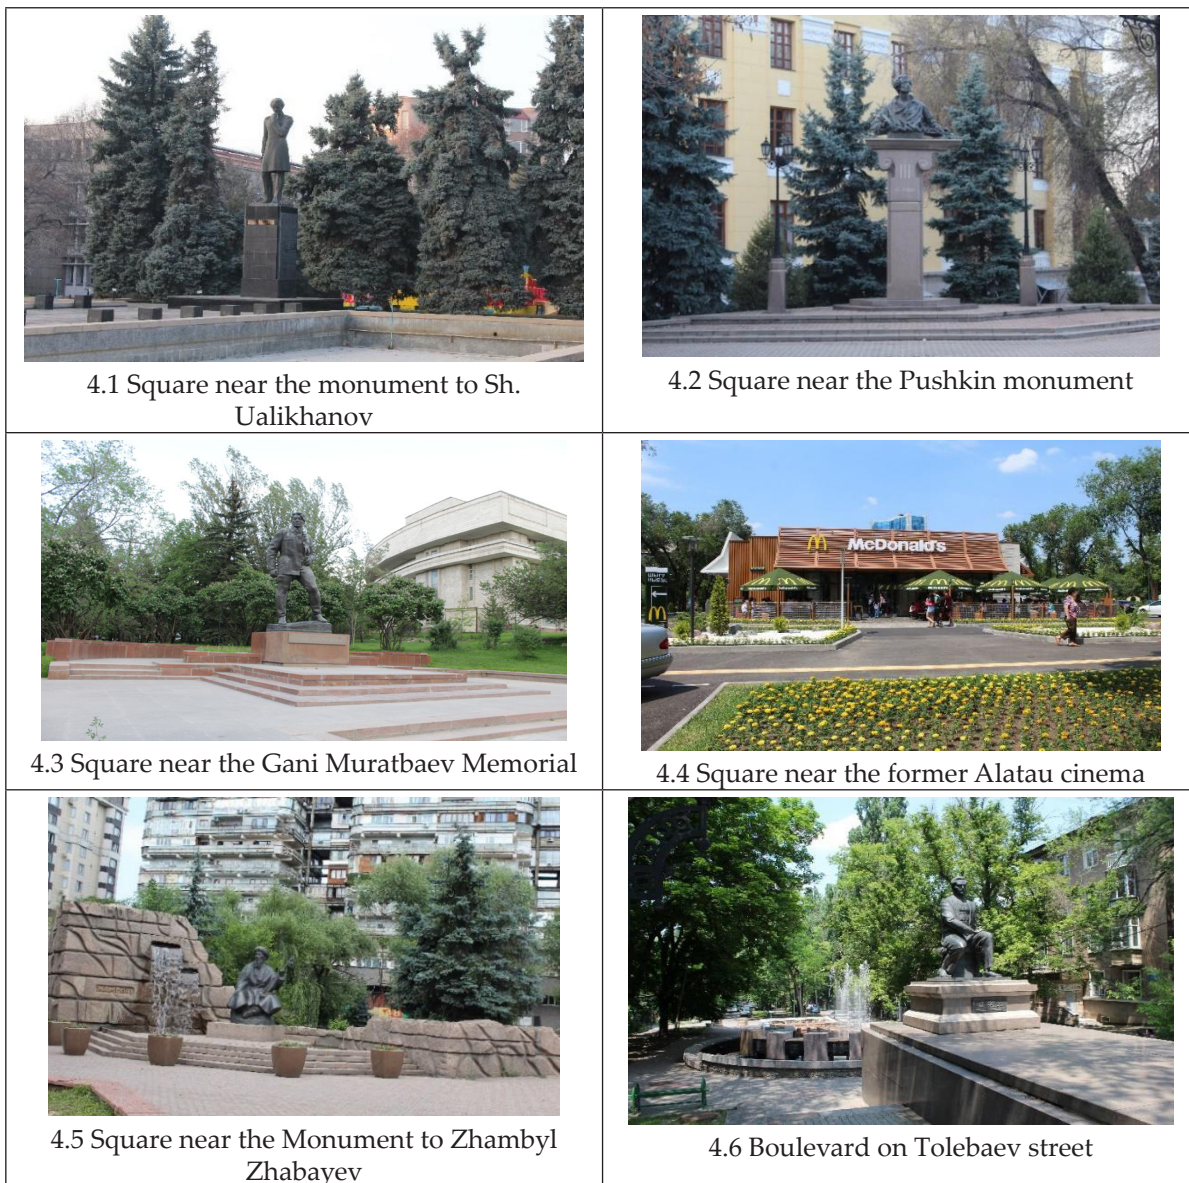 4.1 Square near the monument to Sh.
Ualikhanov
4.2 Square near the Pushkin monument
4.3 Square near the Gani Muratbaev Memorial
McDonald's
4.4 Square near the former Alatau cinema
4.5 Square near the Monument to Zhambyl
Zhabayev
4.6 Boulevard on Tolebaev street